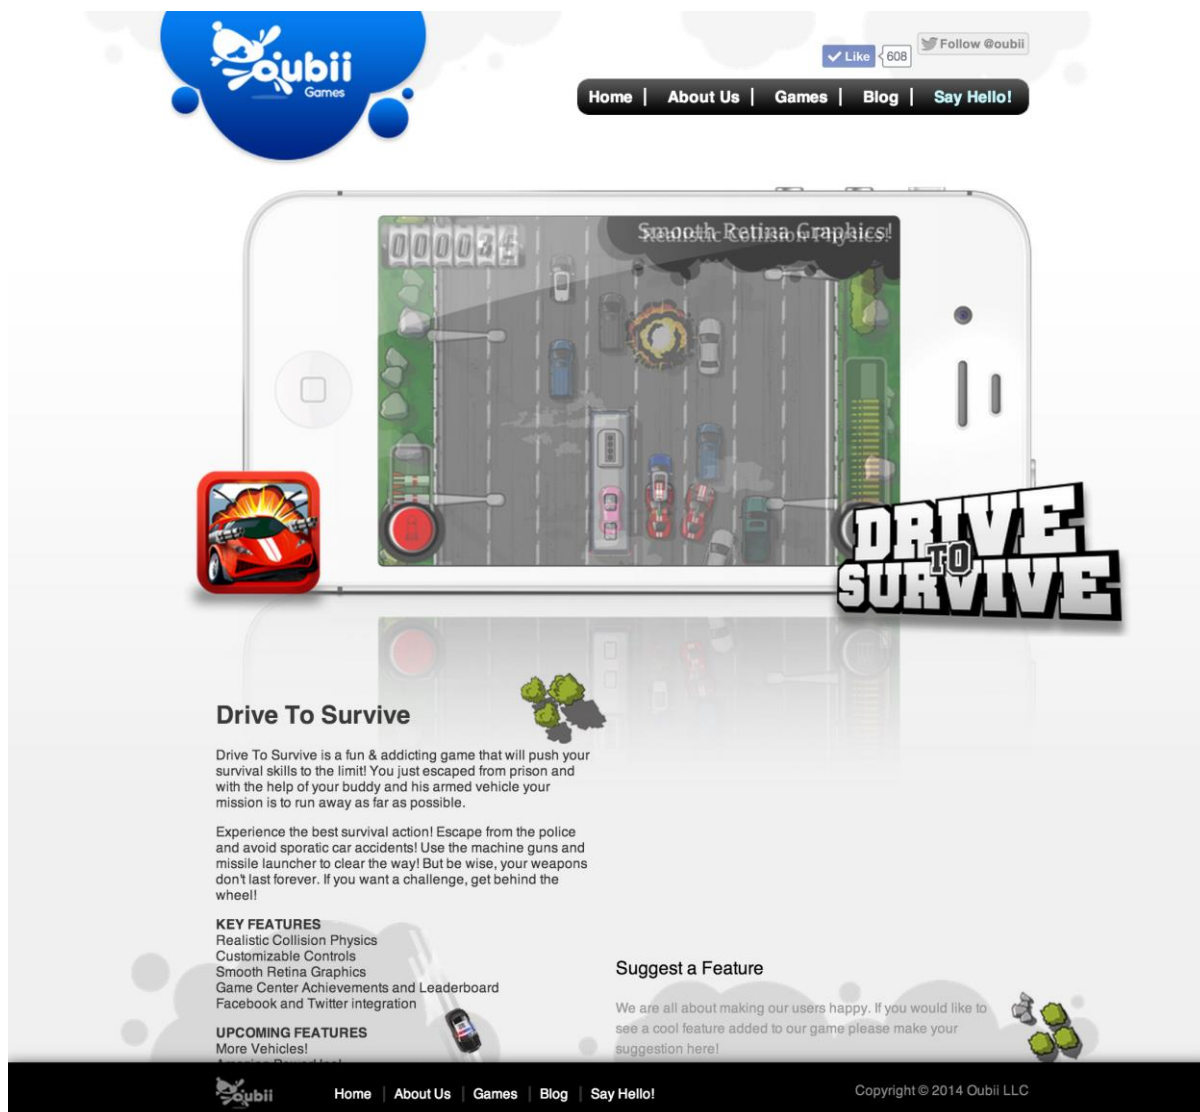 Oubii
Games
Like
608
Follow @oubii
Home | About Us | Games | Blog | Say Hello!
Smooth Retina Graphics!
Realistic Collision Physics!
DRIVE
TO
SURVIVE
Drive To Survive
Drive To Survive is a fun & addicting game that will push your
survival skills to the limit! You just escaped from prison and
with the help of your buddy and his armed vehicle your
mission is to run away as far as possible.
Experience the best survival action! Escape from the police
and avoid sporatic car accidents! Use the machine guns and
missile launcher to clear the way! But be wise, your weapons
don't last forever. If you want a challenge, get behind the
wheel!
KEY FEATURES
Realistic Collision Physics
Customizable Controls
Smooth Retina Graphics
Game Center Achievements and Leaderboard
Facebook and Twitter integration
UPCOMING FEATURES
More Vehicles!
Suggest a Feature
We are all about making our users happy. If you would like to
see a cool feature added to our game please make your
suggestion here!
Oubii
Home | About Us | Games | Blog | Say Hello!
Copyright © 2014 Oubii LLC